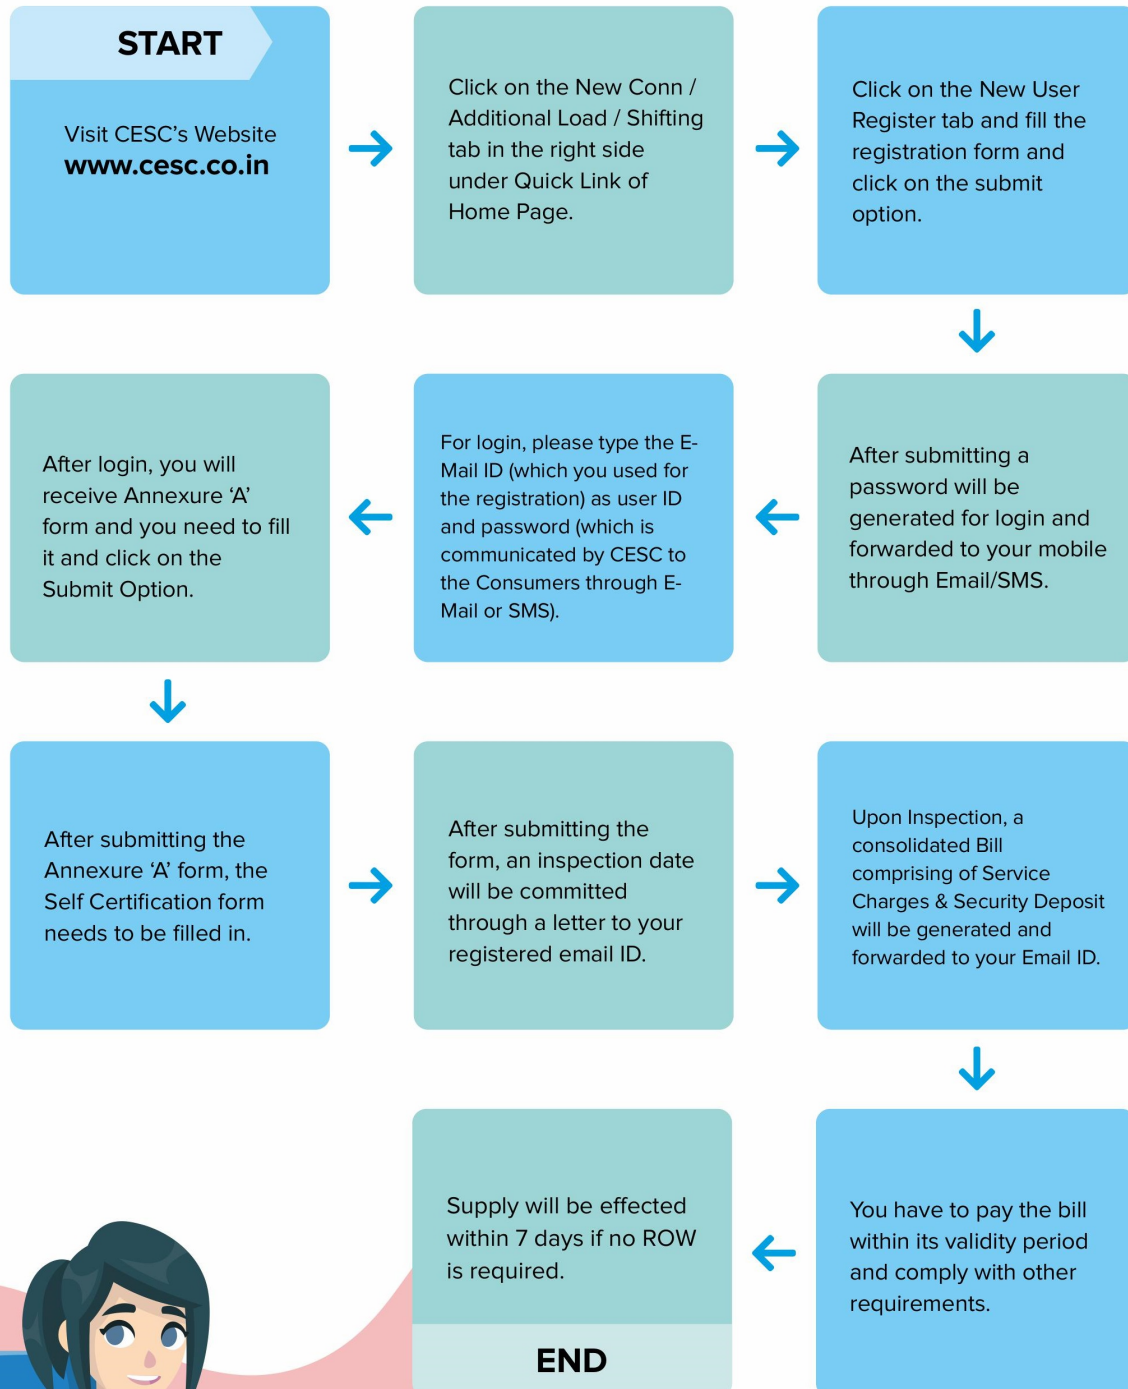 START
Visit CESC's Website
www.cesc.co.in
Click on the New Conn /
Additional Load / Shifting
tab in the right side
under Quick Link of
Home Page.
Click on the New User
Register tab and fill the
registration form and
click on the submit
option.
After submitting a
password will be
generated for login and
forwarded to your mobile
through Email/SMS.
For login, please type the E-
Mail ID (which you used for
the registration) as user ID
and password (which is
communicated by CESC to
the Consumers through E-
Mail or SMS).
After login, you will
receive Annexure ‘A’
form and you need to fill
it and click on the
Submit Option.
After submitting the
Annexure ‘A’ form, the
Self Certification form
needs to be filled in.
After submitting the
form, an inspection date
will be committed
through a letter to your
registered email ID.
Upon Inspection, a
consolidated Bill
comprising of Service
Charges & Security Deposit
will be generated and
forwarded to your Email ID.
You have to pay the bill
within its validity period
and comply with other
requirements.
Supply will be effected
within 7 days if no ROW
is required.
END